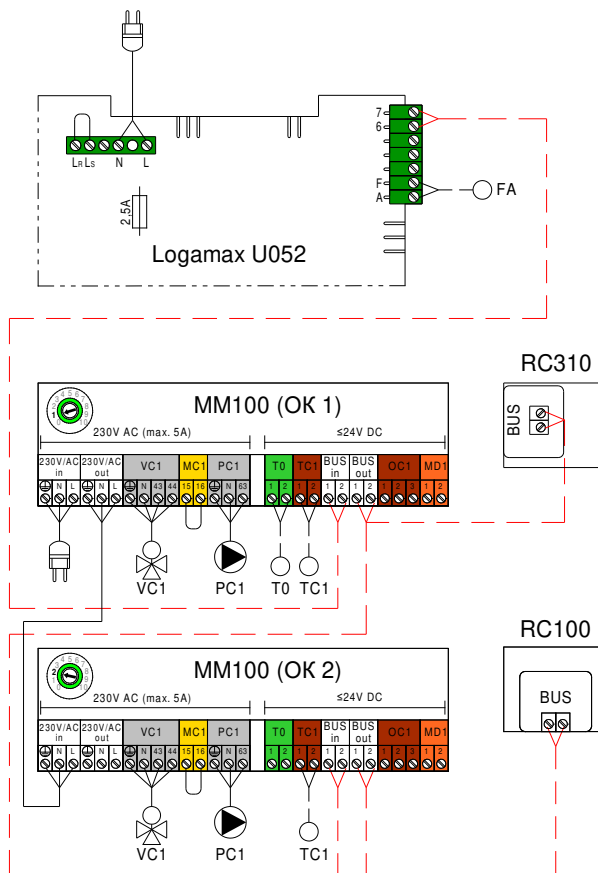 7
6
LR LS N L
F
A
FA
2,5A
Logamax U052
RC310
BUS
MM100 (OK 1)
230V AC (max. 5A) ≤24V DC
230V/AC in 230V/AC out VC1 MC1 PC1 T0 TC1 BUS in BUS out OC1 MD1
N L N L N 43 44 15 16 N 63 1 2 1 2 1 2 1 2 1 2 3 1 2
VC1 PC1 T0 TC1
RC100
BUS
MM100 (OK 2)
230V AC (max. 5A) ≤24V DC
230V/AC in 230V/AC out VC1 MC1 PC1 T0 TC1 BUS in BUS out OC1 MD1
N L N L N 43 44 15 16 N 63 1 2 1 2 1 2 1 2 1 2 3 1 2
VC1 PC1 TC1